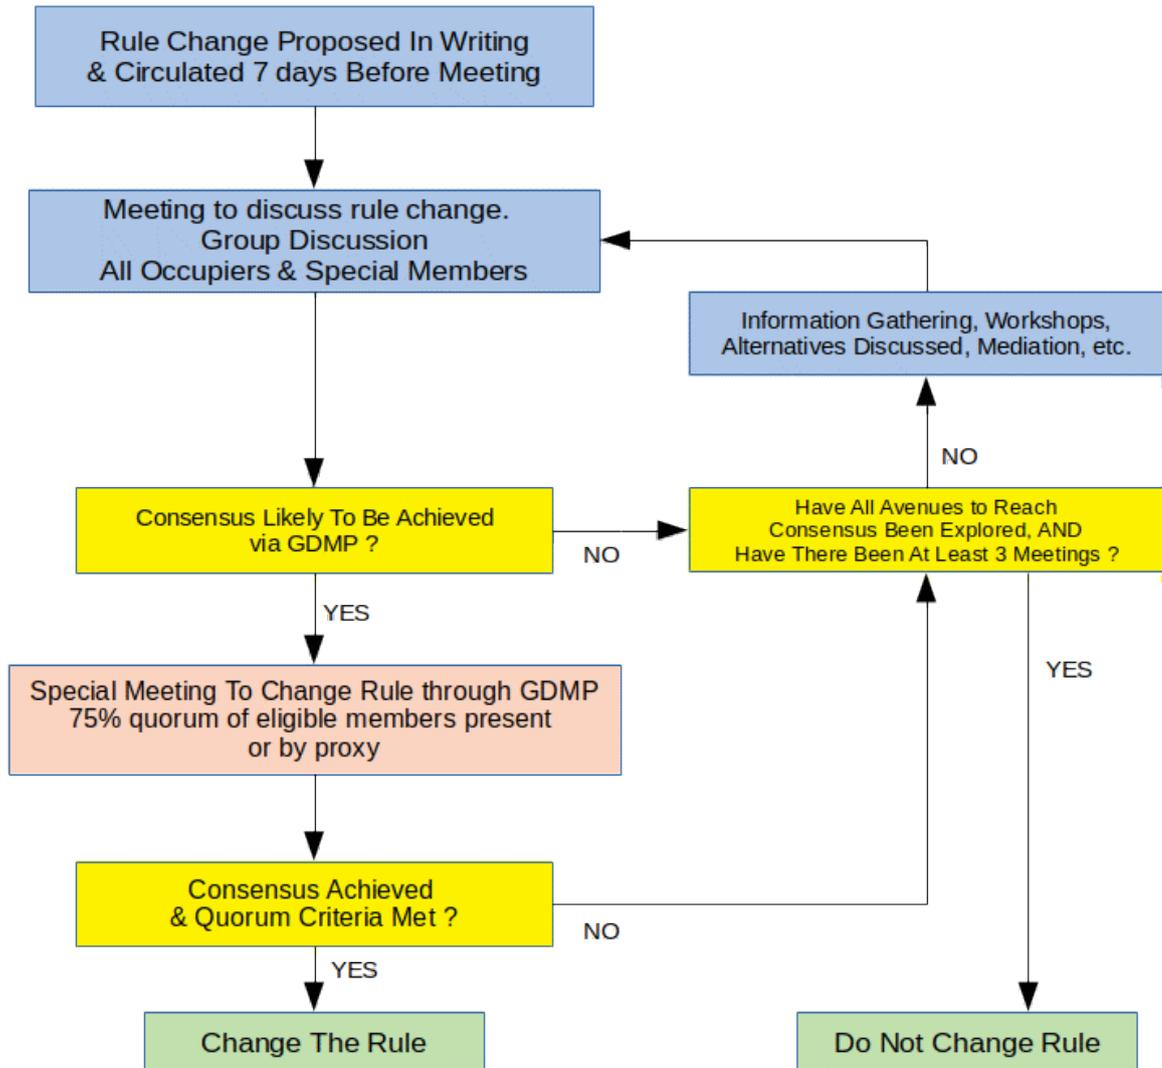 Rule Change Proposed In Writing
& Circulated 7 days Before Meeting
Meeting to discuss rule change.
Group Discussion
All Occupiers & Special Members
Information Gathering, Workshops,
Alternatives Discussed, Mediation, etc.
NO
Consensus Likely To Be Achieved
via GDMP ?
NO
Have All Avenues to Reach
Consensus Been Explored, AND
Have There Been At Least 3 Meetings ?
YES
YES
Special Meeting To Change Rule through GDMP
75% quorum of eligible members present
or by proxy
Consensus Achieved
& Quorum Criteria Met ?
NO
YES
Change The Rule
Do Not Change Rule